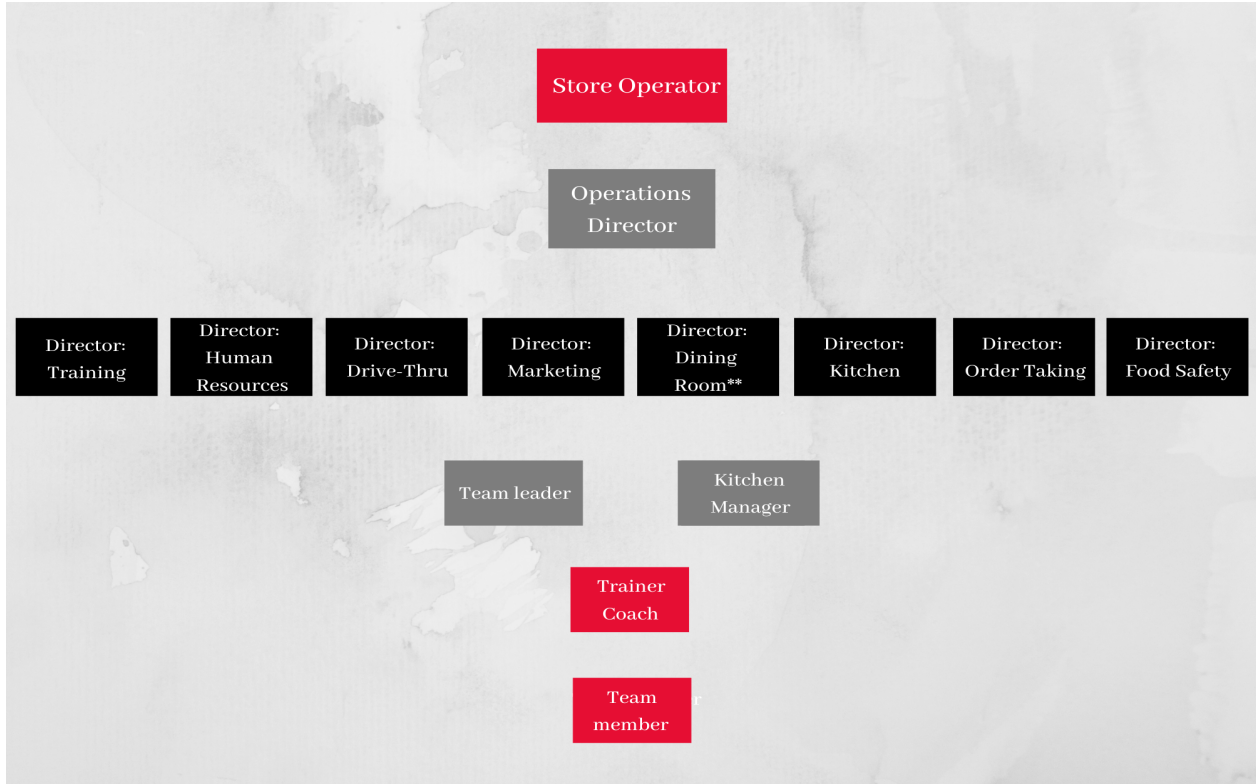 Store Operator
Operations
Director
Director:
Training
Director:
Human
Resources
Director:
Drive-Thru
Director:
Marketing
Director:
Dining
Room**
Director:
Kitchen
Director:
Order Taking
Director:
Food Safety
Team leader
Kitchen
Manager
Trainer
Coach
Team
member
r